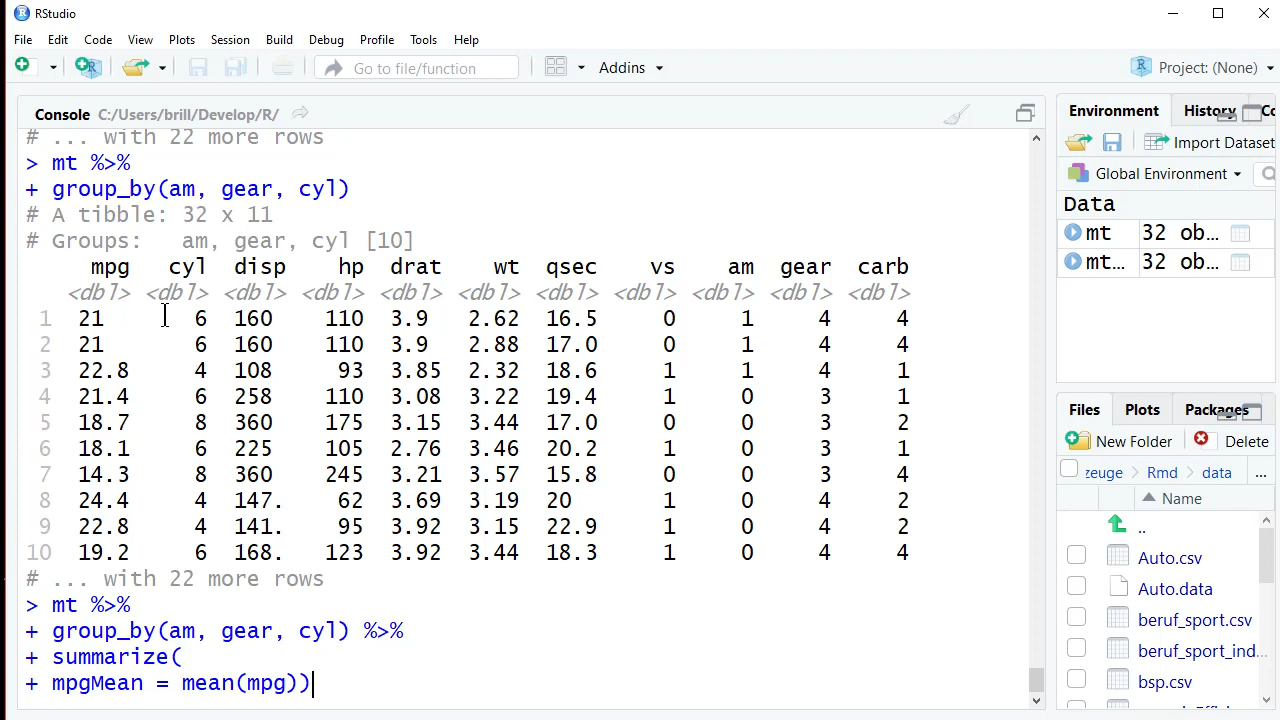 RStudio
File Edit Code View Plots Session Build Debug Profile Tools Help
Go to file/function Addins Project: (None)
Console C:/Users/brill/Develop/R/
# ... with 22 more rows
> mt %>%
+ group_by(am, gear, cyl)
# A tibble: 32 x 11
# Groups:   am, gear, cyl [10]
mpg cyl disp hp drat wt qsec vs am gear carb
<dbl> <dbl> <dbl> <dbl> <dbl> <dbl> <dbl> <dbl> <dbl> <dbl> <dbl>
1 21 6 160 110 3.9 2.62 16.5 0 1 4 4
2 21 6 160 110 3.9 2.88 17.0 0 1 4 4
3 22.8 4 108 93 3.85 2.32 18.6 1 1 4 1
4 21.4 6 258 110 3.08 3.22 19.4 1 0 3 1
5 18.7 8 360 175 3.15 3.44 17.0 0 0 3 2
6 18.1 6 225 105 2.76 3.46 20.2 1 0 3 1
7 14.3 8 360 245 3.21 3.57 15.8 0 0 3 4
8 24.4 4 147. 62 3.69 3.19 20 1 0 4 2
9 22.8 4 141. 95 3.92 3.15 22.9 1 0 4 2
10 19.2 6 168. 123 3.92 3.44 18.3 1 0 4 4
# ... with 22 more rows
> mt %>%
+ group_by(am, gear, cyl) %>%
+ summarize(
+ mpgMean = mean(mpg))
Environment History Co
Import Dataset
Global Environment
Data
mt 32 ob...
mt... 32 ob...
Files Plots Packages
New Folder Delete
zeuge > Rmd > data ...
Name
..
Auto.csv
Auto.data
beruf_sport.csv
beruf_sport_ind...
bsp.csv